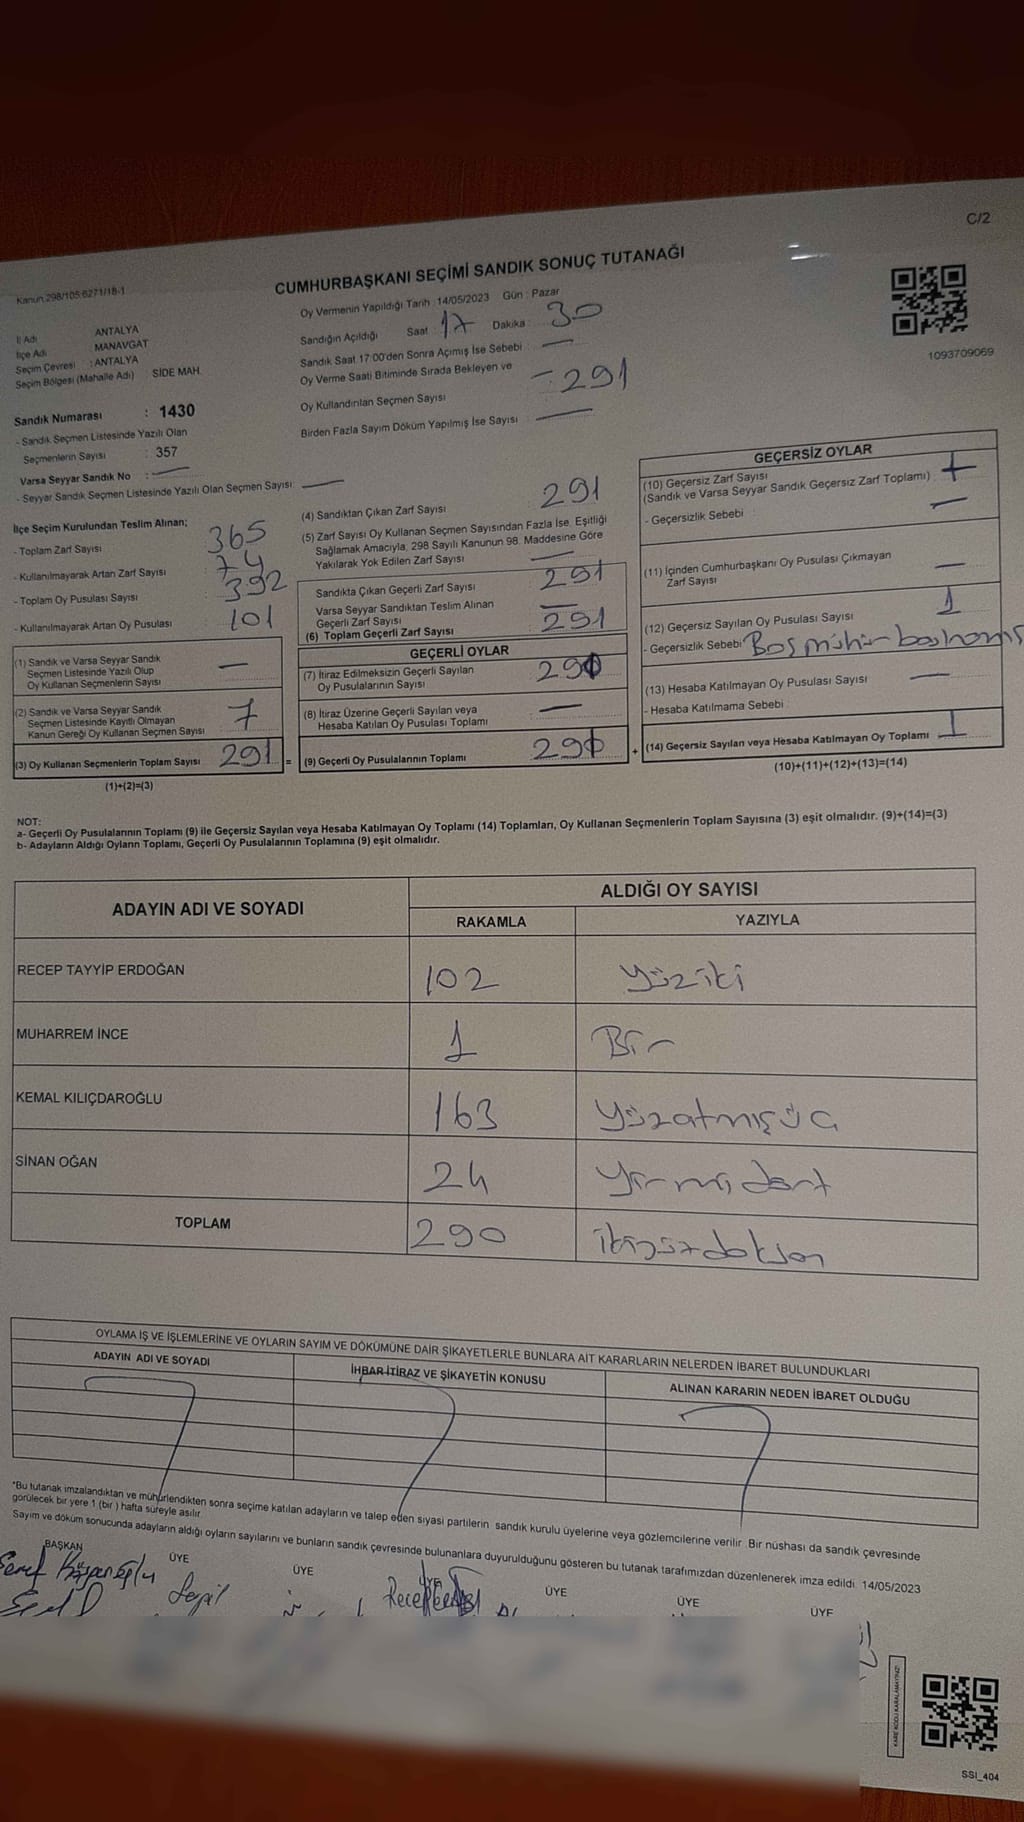 C/2
CUMHURBAŞKANI SEÇİMİ SANDIK SONUÇ TUTANAĞI
Kanun 298/105:6271/18-1
Oy Vermenin Yapıldığı Tarih : 14/05/2023 Gün : Pazar
İl Adı ANTALYA
İlçe Adı MANAVGAT
Seçim Çevresi : ANTALYA
Seçim Bölgesi (Mahalle Adı) SİDE MAH.
Sandığın Açıldığı Saat 17 Dakika : 30
Sandık Saat 17:00'den Sonra Açımış İse Sebebi : —
Oy Verme Saati Bitiminde Sırada Bekleyen ve
Oy Kullandırılan Seçmen Sayısı - 291
Birden Fazla Sayım Döküm Yapılmış İse Sayısı : —
1093709069
Sandık Numarası : 1430
- Sandık Seçmen Listesinde Yazılı Olan
Seçmenlerin Sayısı : 357
Varsa Seyyar Sandık No : —
- Seyyar Sandık Seçmen Listesinde Yazılı Olan Seçmen Sayısı: —
İlçe Seçim Kurulundan Teslim Alınan;
- Toplam Zarf Sayısı : 365
- Kullanılmayarak Artan Zarf Sayısı : 74
- Toplam Oy Pusulası Sayısı : 392
- Kullanılmayarak Artan Oy Pusulası : 101
(1) Sandık ve Varsa Seyyar Sandık
Seçmen Listesinde Yazılı Olup
Oy Kullanan Seçmenlerin Sayısı —
(2) Sandık ve Varsa Seyyar Sandık
Seçmen Listesinde Kayıtlı Olmayan
Kanun Gereği Oy Kullanan Seçmen Sayısı 7
(3) Oy Kullanan Seçmenlerin Toplam Sayısı 291 =
(1)+(2)=(3)
(4) Sandıktan Çıkan Zarf Sayısı 291
(5) Zarf Sayısı Oy Kullanan Seçmen Sayısından Fazla İse, Eşitliği
Sağlamak Amacıyla, 298 Sayılı Kanunun 98. Maddesine Göre
Yakılarak Yok Edilen Zarf Sayısı —
Sandıkta Çıkan Geçerli Zarf Sayısı 291
Varsa Seyyar Sandıktan Teslim Alınan
Geçerli Zarf Sayısı —
(6) Toplam Geçerli Zarf Sayısı 291
GEÇERLİ OYLAR
(7) İtiraz Edilmeksizin Geçerli Sayılan
Oy Pusulalarının Sayısı 290
(8) İtiraz Üzerine Geçerli Sayılan veya
Hesaba Katılan Oy Pusulası Toplamı —
(9) Geçerli Oy Pusulalarının Toplamı 290 +
GEÇERSİZ OYLAR
(10) Geçersiz Zarf Sayısı
(Sandık ve Varsa Seyyar Sandık Geçersiz Zarf Toplamı) :
- Geçersizlik Sebebi : —
(11) İçinden Cumhurbaşkanı Oy Pusulası Çıkmayan
Zarf Sayısı —
(12) Geçersiz Sayılan Oy Pusulası Sayısı 1
- Geçersizlik Sebebi : Boş mühür basılmamış
(13) Hesaba Katılmayan Oy Pusulası Sayısı —
- Hesaba Katılmama Sebebi :
(14) Geçersiz Sayılan veya Hesaba Katılmayan Oy Toplamı 1
(10)+(11)+(12)+(13)=(14)
NOT:
a- Geçerli Oy Pusulalarının Toplamı (9) ile Geçersiz Sayılan veya Hesaba Katılmayan Oy Toplamı (14) Toplamları, Oy Kullanan Seçmenlerin Toplam Sayısına (3) eşit olmalıdır. (9)+(14)=(3)
b- Adayların Aldığı Oyların Toplamı, Geçerli Oy Pusulalarının Toplamına (9) eşit olmalıdır.
ADAYIN ADI VE SOYADI ALDIĞI OY SAYISI
RAKAMLA YAZIYLA
RECEP TAYYİP ERDOĞAN 102 yüziki
MUHARREM İNCE 1 Bir
KEMAL KILIÇDAROĞLU 163 yüzatmışüç
SİNAN OĞAN 24 yirmi dört
TOPLAM 290 ikiyüzdoksan
OYLAMA İŞ VE İŞLEMLERİNE VE OYLARIN SAYIM VE DÖKÜMÜNE DAİR ŞİKAYETLERLE BUNLARA AİT KARARLARIN NELERDEN İBARET BULUNDUKLARI
ADAYIN ADI VE SOYADI İHBAR İTİRAZ VE ŞİKAYETİN KONUSU ALINAN KARARIN NEDEN İBARET OLDUĞU
*Bu tutanak imzalandıktan ve mühürlendikten sonra seçime katılan adayların ve talep eden siyasi partilerin sandık kurulu üyelerine veya gözlemcilerine verilir. Bir nüshası da sandık çevresinde
görülecek bir yere 1 (bir ) hafta süreyle asılır.
Sayım ve döküm sonucunda adayların aldığı oyların sayılarını ve bunların sandık çevresinde bulunanlara duyurulduğunu gösteren bu tutanak tarafımızdan düzenlenerek imza edildi. 14/05/2023
BAŞKAN ÜYE ÜYE ÜYE ÜYE ÜYE ÜYE
KARE KODU KARALAMAYINIZ!
SSI_404